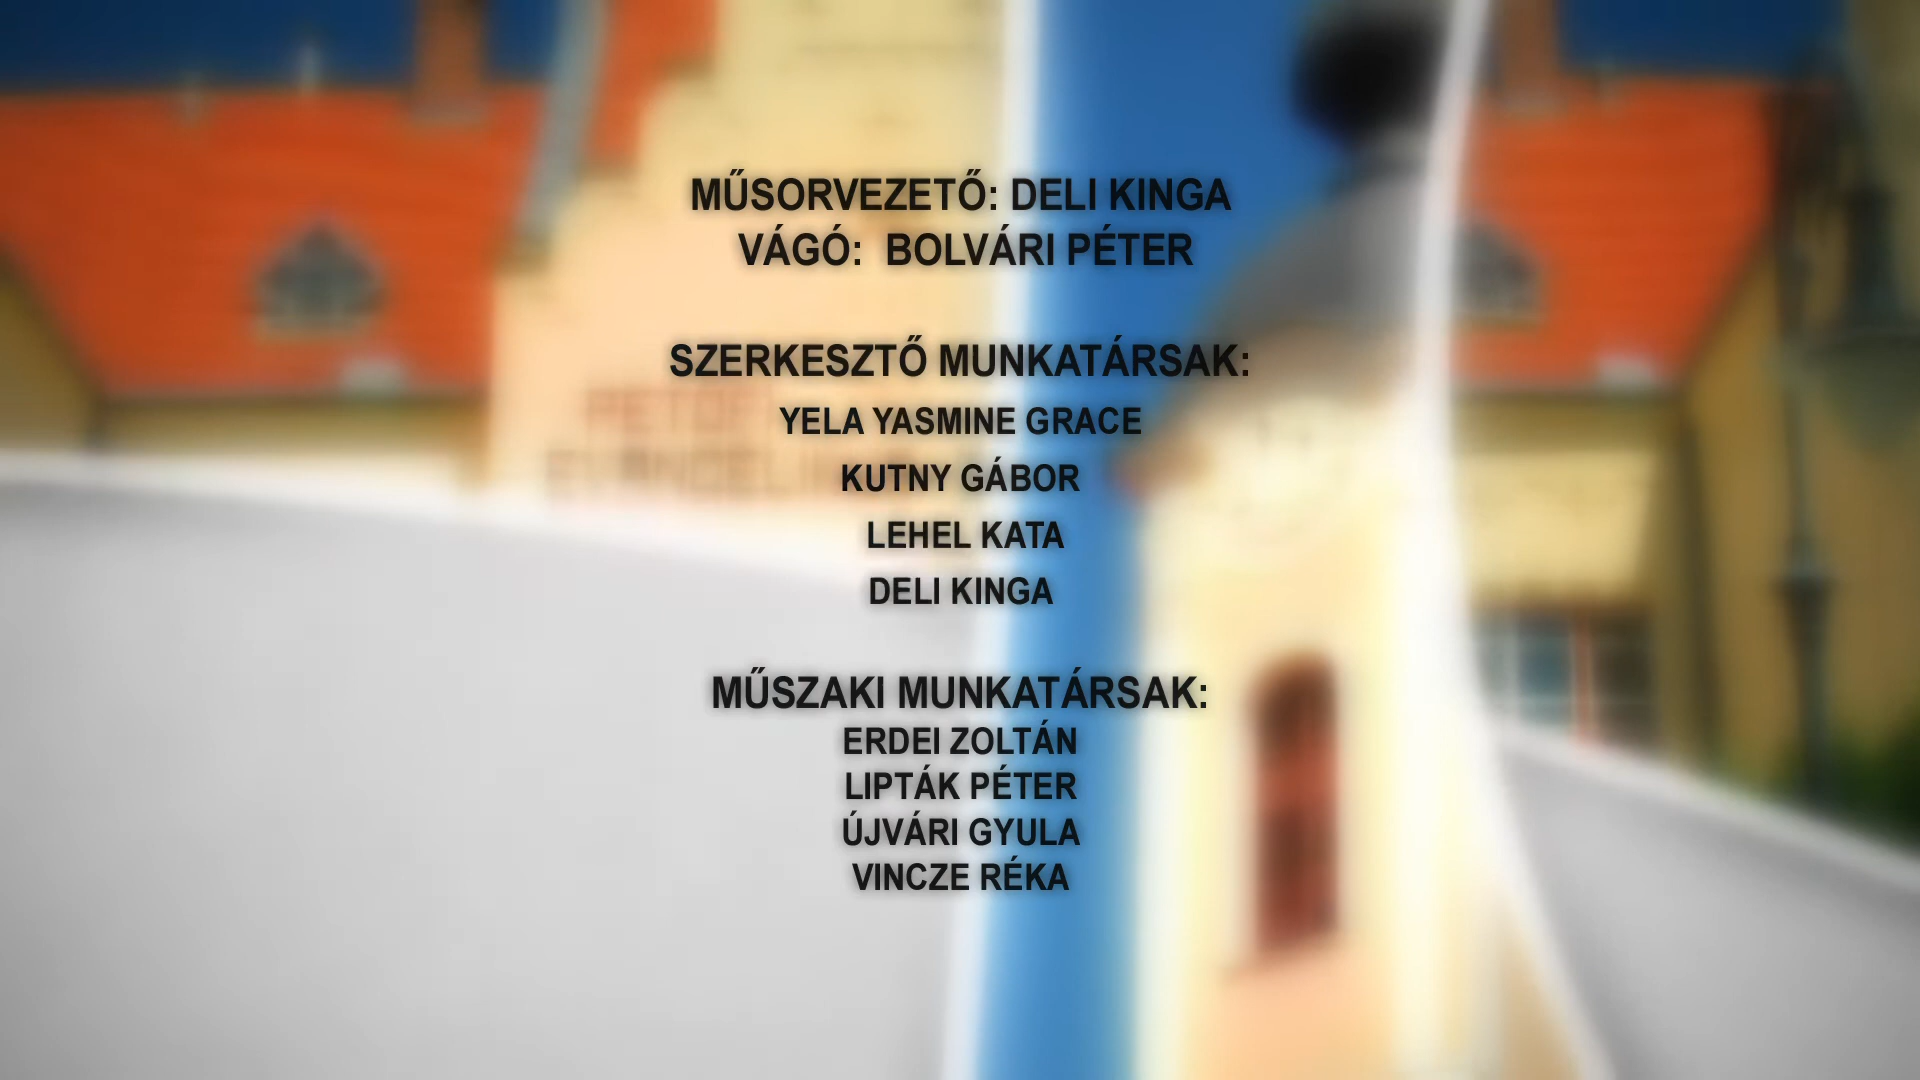 MŰSORVEZETŐ: DELI KINGA
VÁGÓ: BOLVÁRI PÉTER
SZERKESZTŐ MUNKATÁRSAK:
YELA YASMINE GRACE
KUTNY GÁBOR
LEHEL KATA
DELI KINGA
MŰSZAKI MUNKATÁRSAK:
ERDEI ZOLTÁN
LIPTÁK PÉTER
ÚJVÁRI GYULA
VINCZE RÉKA